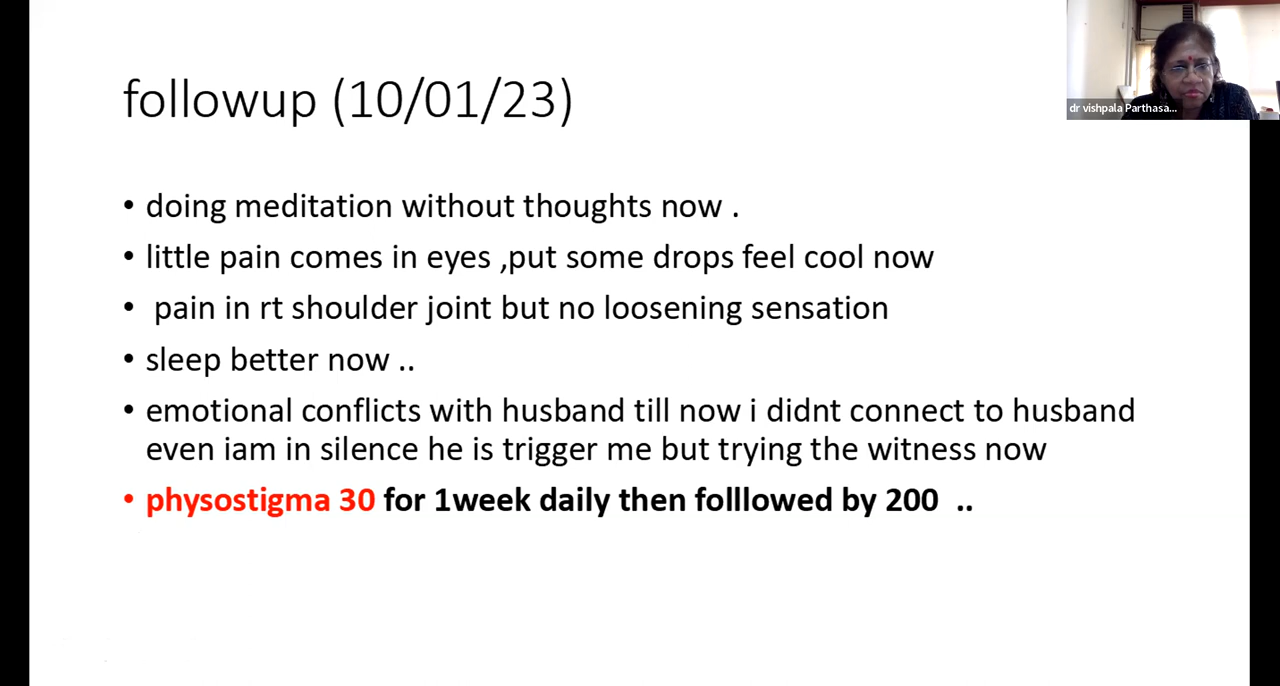 followup (10/01/23)
dr vishpala Parthasa...
• doing meditation without thoughts now .
• little pain comes in eyes ,put some drops feel cool now
• pain in rt shoulder joint but no loosening sensation
• sleep better now ..
• emotional conflicts with husband till now i didnt connect to husband
even iam in silence he is trigger me but trying the witness now
• physostigma 30 for 1week daily then folllowed by 200 ..